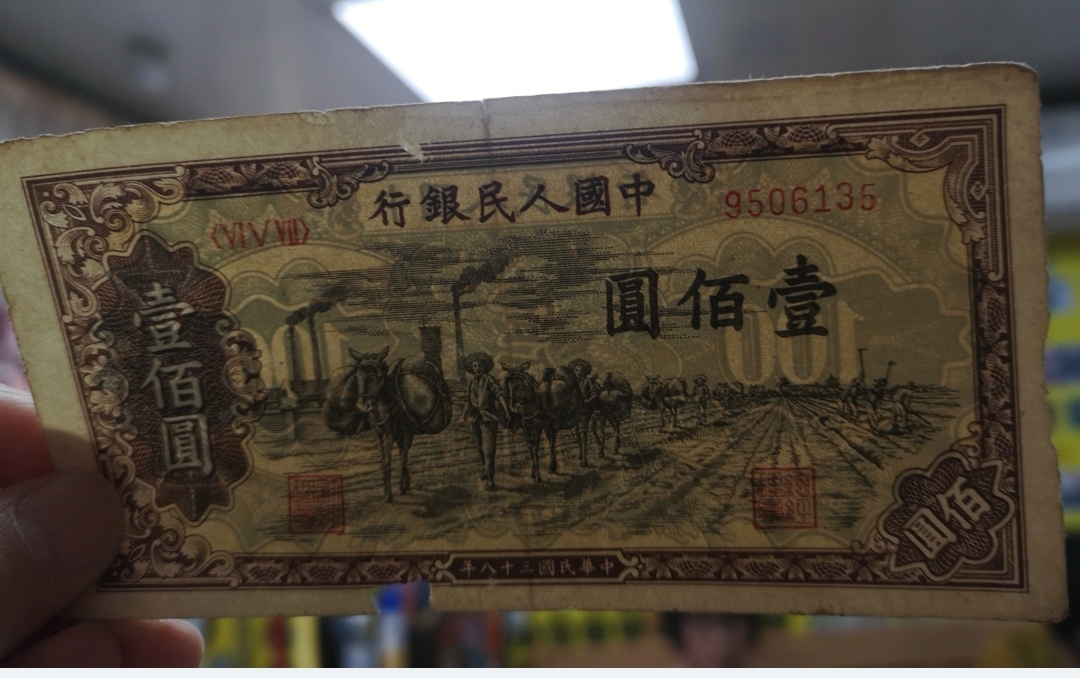 中國人民銀行
〈VI V VIII〉
9506135
壹佰圓
壹佰圓
佰圓
中華民國三十八年